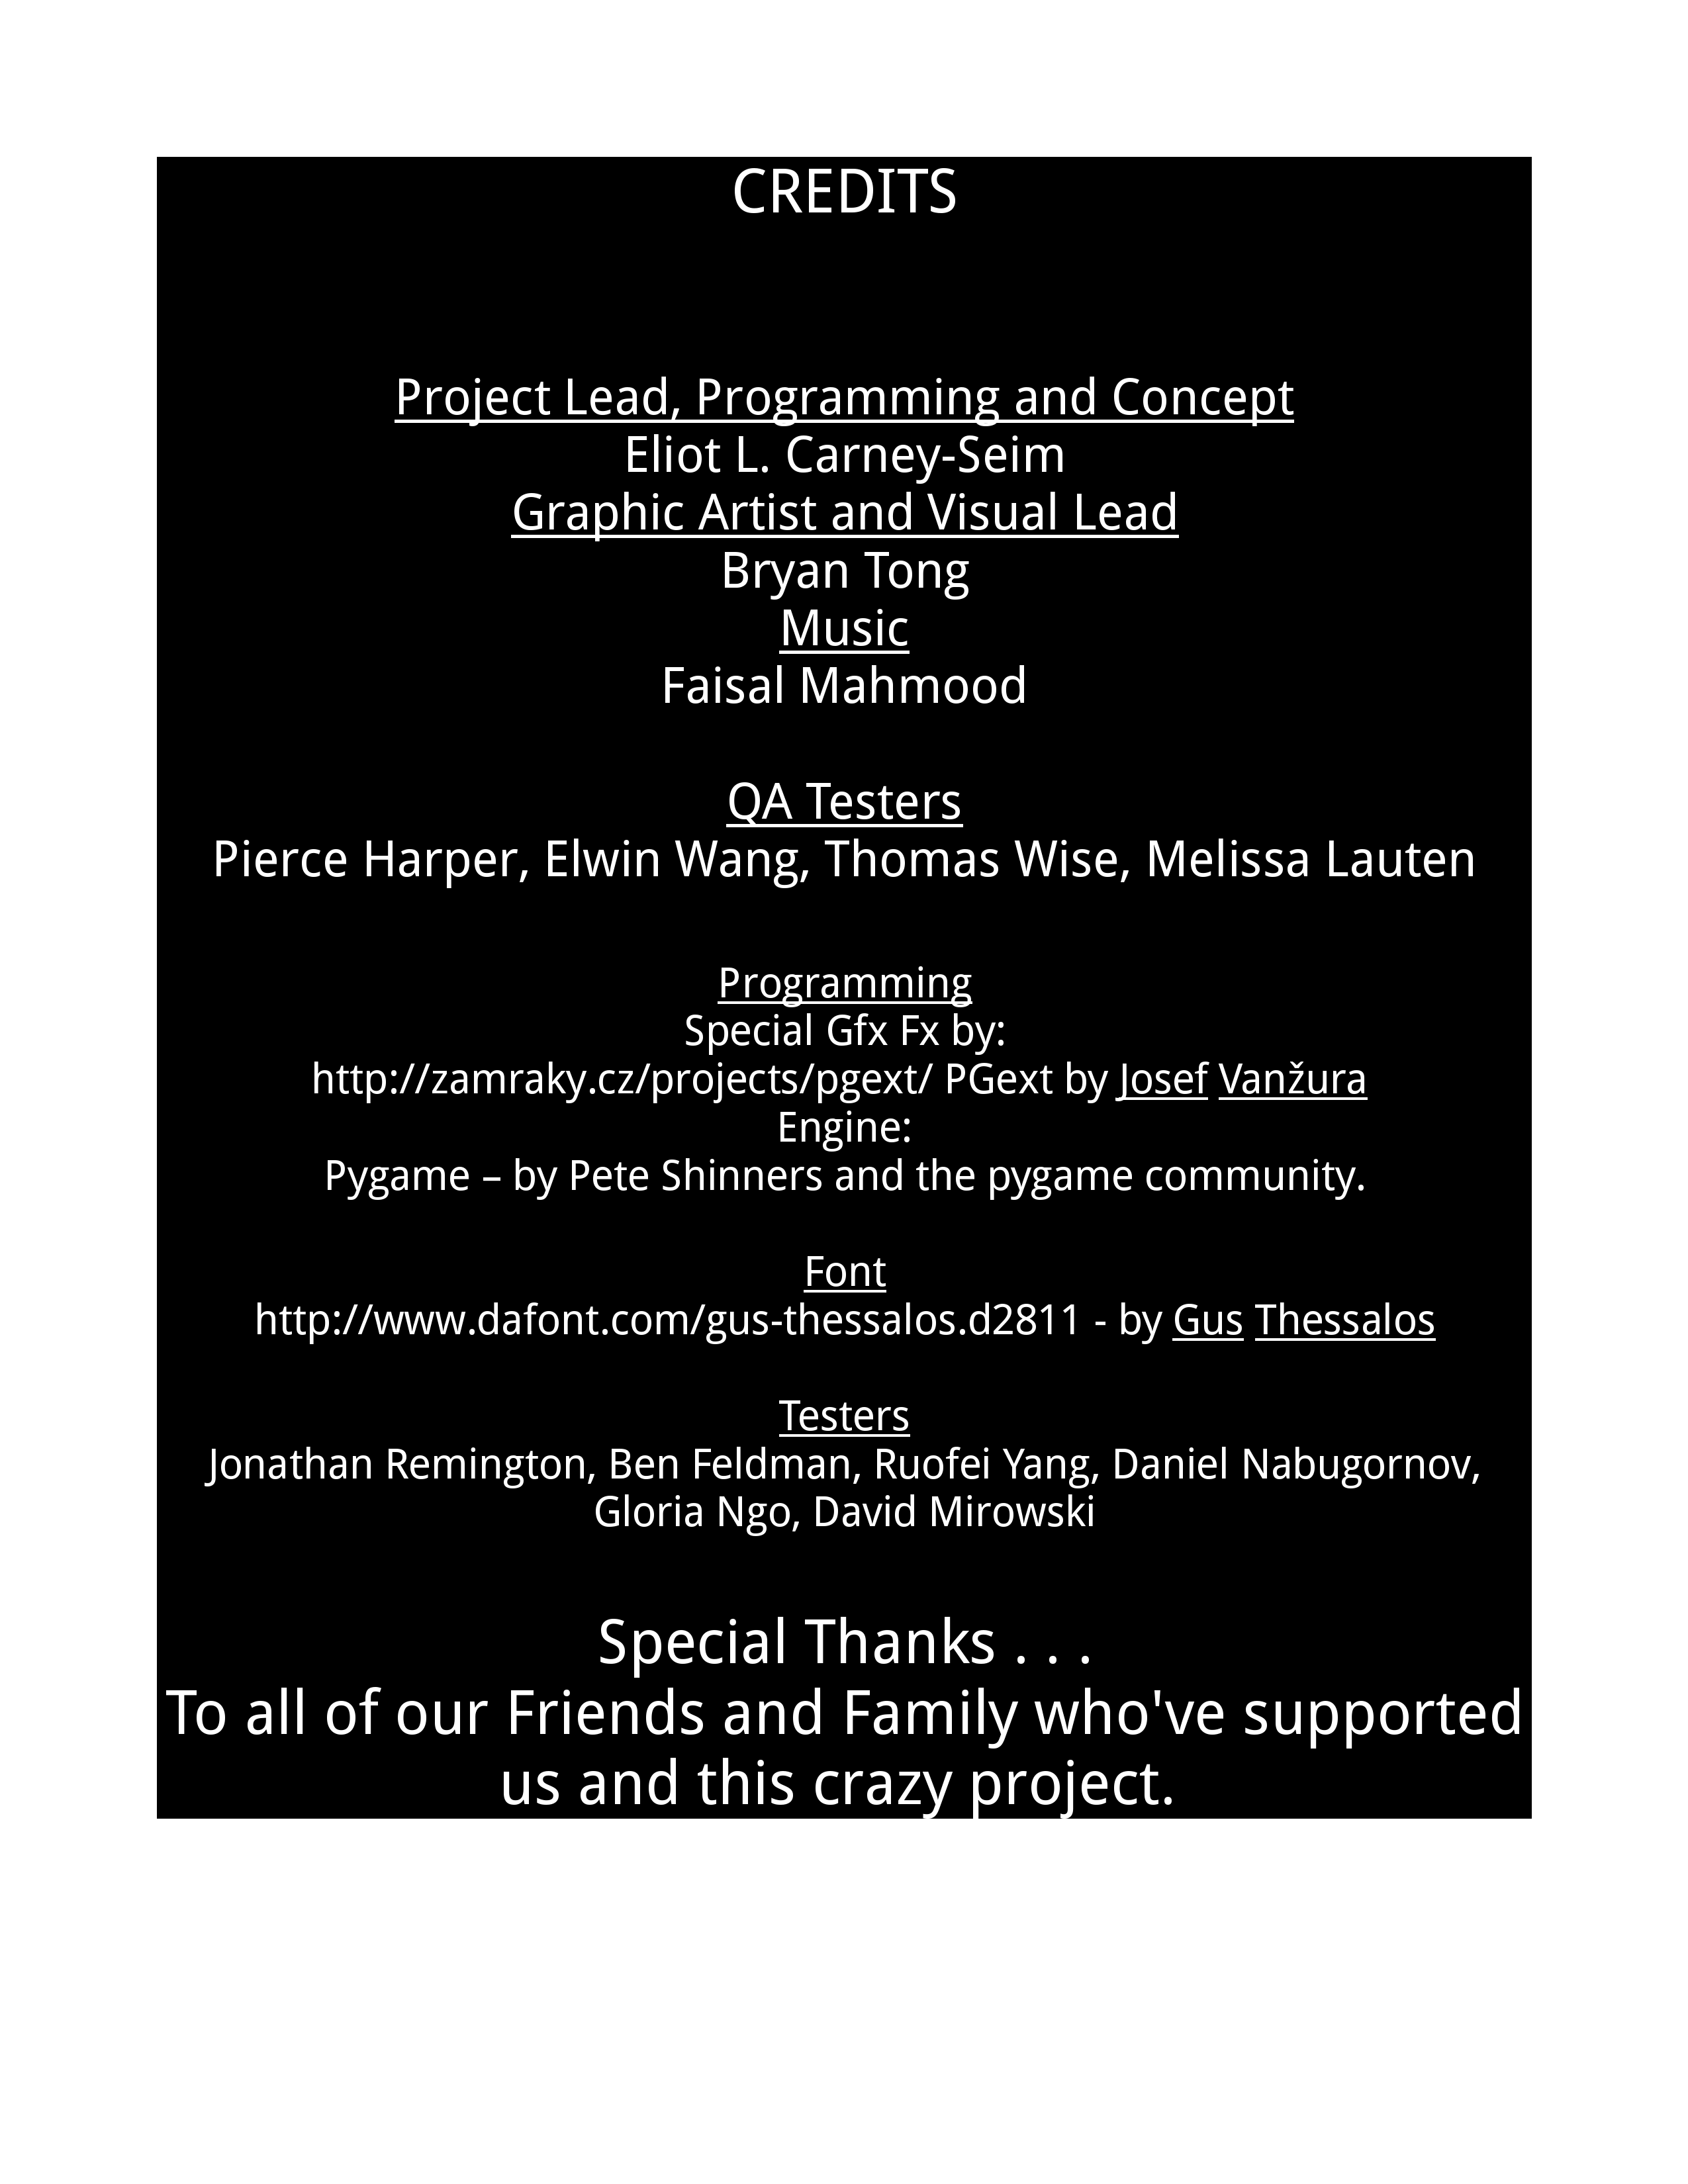 CREDITS
Project Lead, Programming and Concept
Eliot L. Carney-Seim
Graphic Artist and Visual Lead
Bryan Tong
Music
Faisal Mahmood
QA Testers
Pierce Harper, Elwin Wang, Thomas Wise, Melissa Lauten
Programming
Special Gfx Fx by:
http://zamraky.cz/projects/pgext/ PGext by Josef Vanžura
Engine:
Pygame – by Pete Shinners and the pygame community.
Font
http://www.dafont.com/gus-thessalos.d2811 - by Gus Thessalos
Testers
Jonathan Remington, Ben Feldman, Ruofei Yang, Daniel Nabugornov,
Gloria Ngo, David Mirowski
Special Thanks . . .
To all of our Friends and Family who've supported
us and this crazy project.